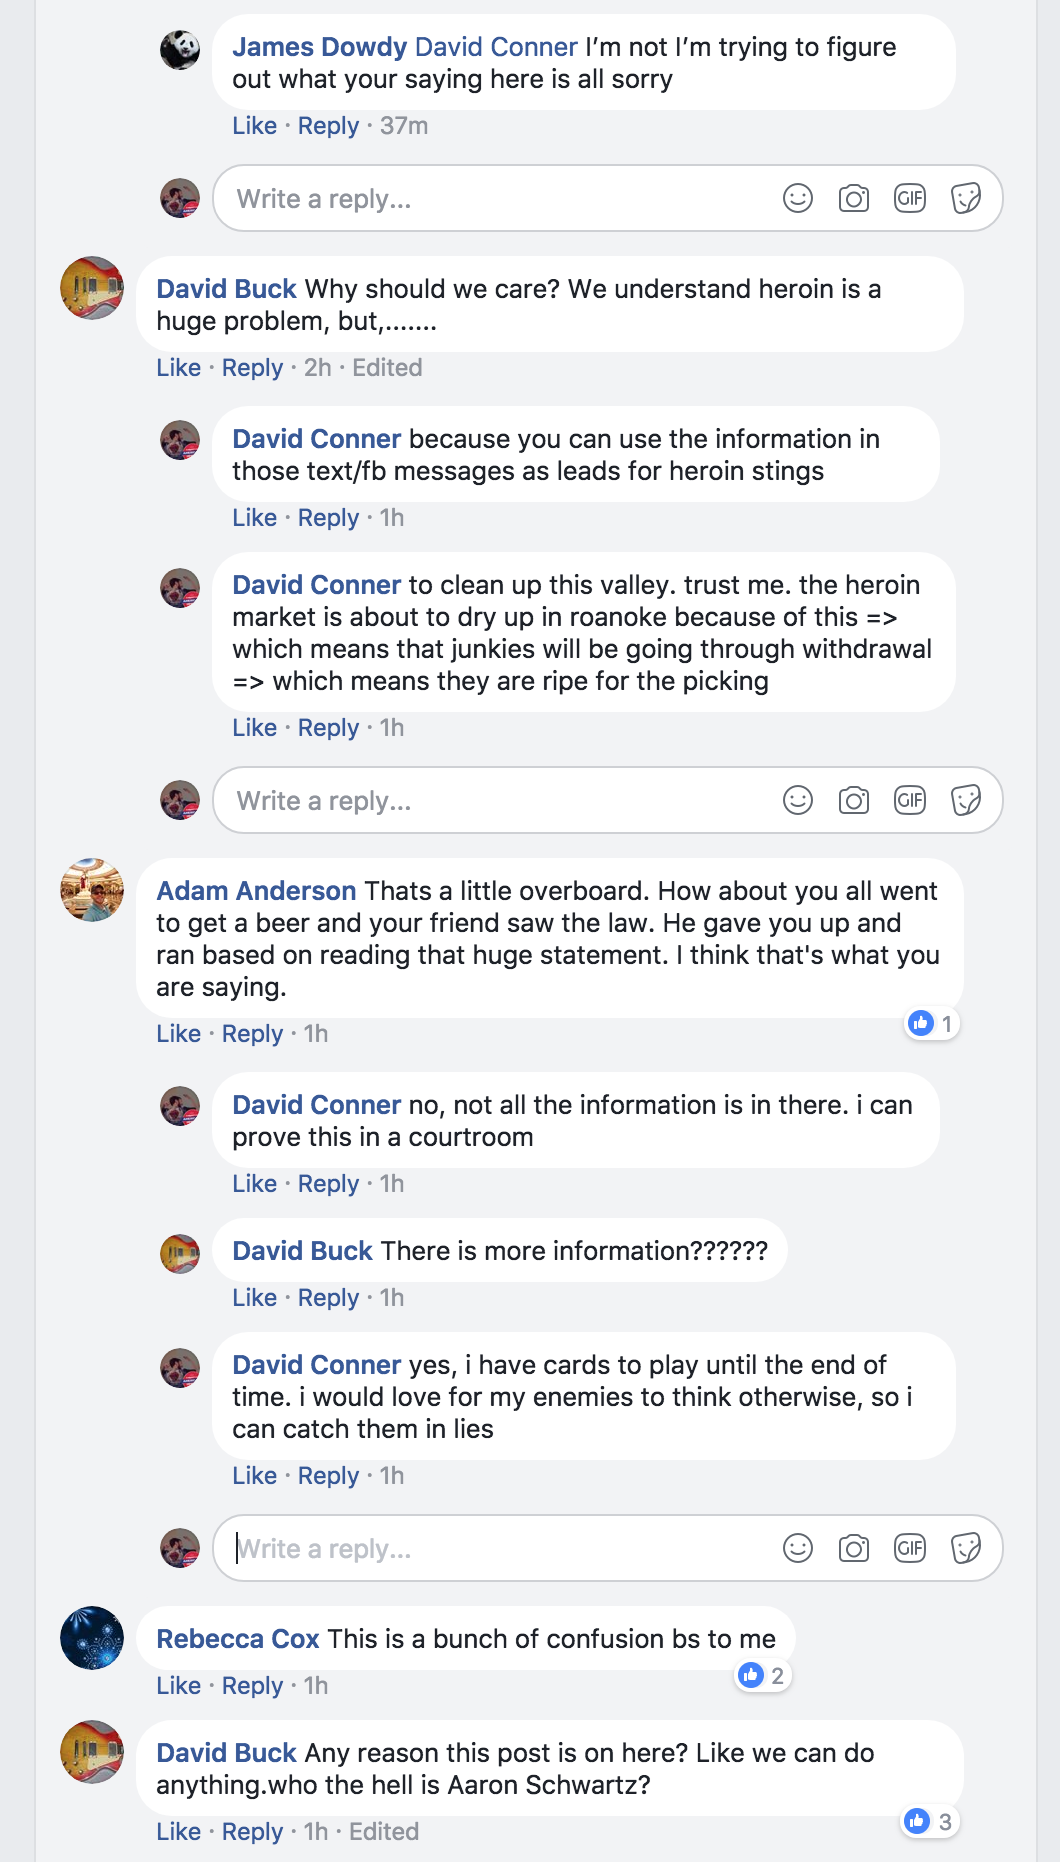 James Dowdy David Conner I’m not I’m trying to figure
out what your saying here is all sorry
Like · Reply · 37m
Write a reply...
GIF
David Buck Why should we care? We understand heroin is a
huge problem, but,.......
Like · Reply · 2h · Edited
David Conner because you can use the information in
those text/fb messages as leads for heroin stings
Like · Reply · 1h
David Conner to clean up this valley. trust me. the heroin
market is about to dry up in roanoke because of this =>
which means that junkies will be going through withdrawal
=> which means they are ripe for the picking
Like · Reply · 1h
Write a reply...
GIF
Adam Anderson Thats a little overboard. How about you all went
to get a beer and your friend saw the law. He gave you up and
ran based on reading that huge statement. I think that's what you
are saying.
Like · Reply · 1h
1
David Conner no, not all the information is in there. i can
prove this in a courtroom
Like · Reply · 1h
David Buck There is more information??????
Like · Reply · 1h
David Conner yes, i have cards to play until the end of
time. i would love for my enemies to think otherwise, so i
can catch them in lies
Like · Reply · 1h
Write a reply...
GIF
Rebecca Cox This is a bunch of confusion bs to me
2
Like · Reply · 1h
David Buck Any reason this post is on here? Like we can do
anything.who the hell is Aaron Schwartz?
Like · Reply · 1h · Edited
3